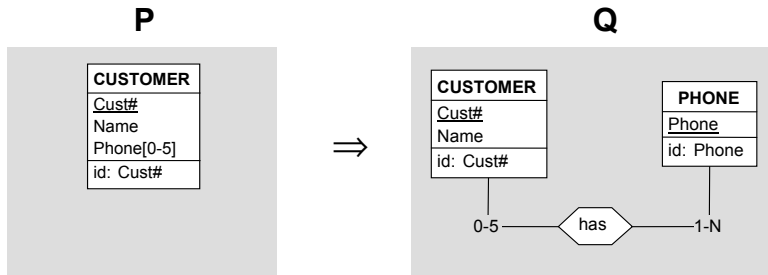 P
CUSTOMER
Cust#
Name
Phone[0-5]
id: Cust#
⇒
Q
CUSTOMER
Cust#
Name
id: Cust#
PHONE
Phone
id: Phone
0-5
has
1-N